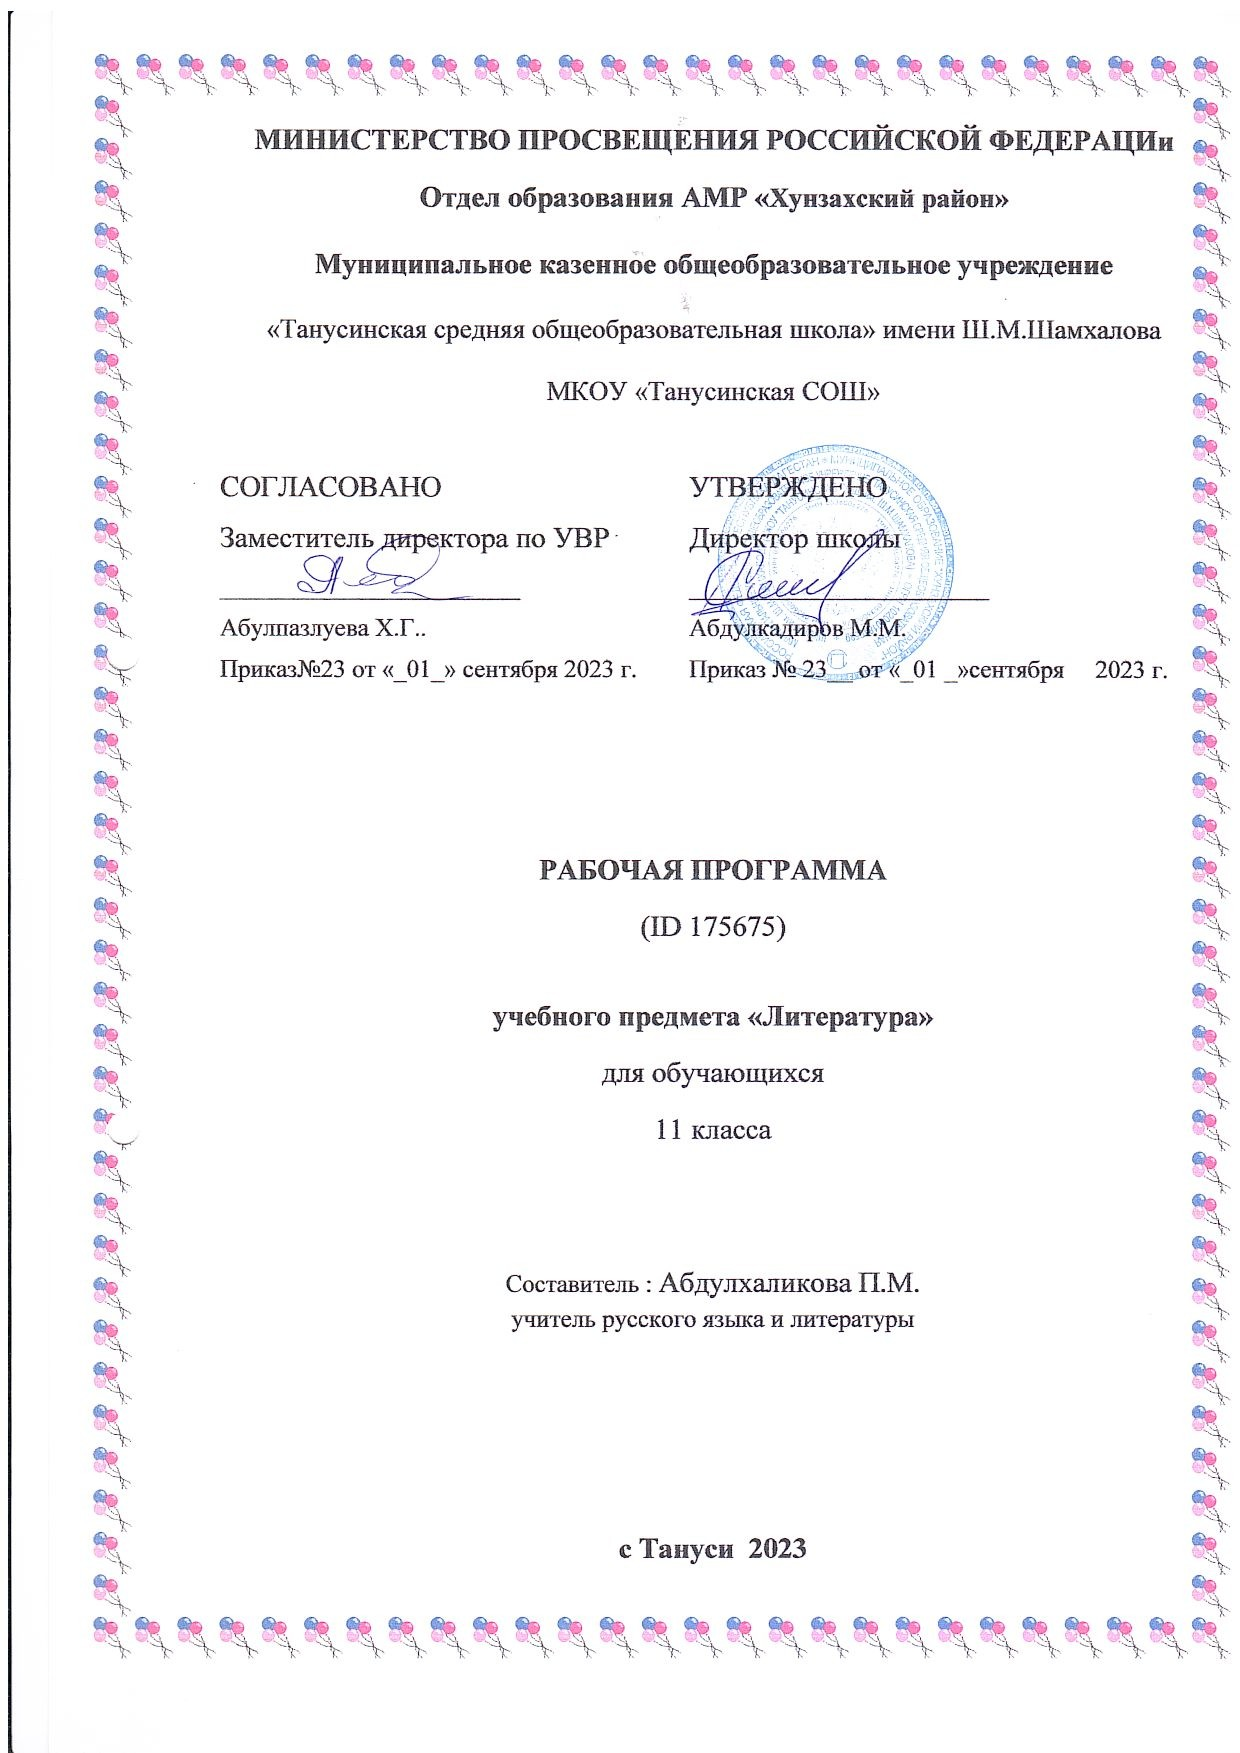 МИНИСТЕРСТВО ПРОСВЕЩЕНИЯ РОССИЙСКОЙ ФЕДЕРАЦИи
Отдел образования АМР «Хунзахский район»
Муниципальное казенное общеобразовательное учреждение
«Танусинская средняя общеобразовательная школа» имени Ш.М.Шамхалова
МКОУ «Танусинская СОШ»
СОГЛАСОВАНО
Заместитель директора по УВР
Абулпазлуева Х.Г..
Приказ№23 от «_01_» сентября 2023 г.
УТВЕРЖДЕНО
Директор школы
Абдулкадиров М.М.
Приказ № 23__ от «_01 _»сентября 2023 г.
РАБОЧАЯ ПРОГРАММА
(ID 175675)
учебного предмета «Литература»
для обучающихся
11 класса
Составитель : Абдулхаликова П.М.
учитель русского языка и литературы
с Тануси 2023